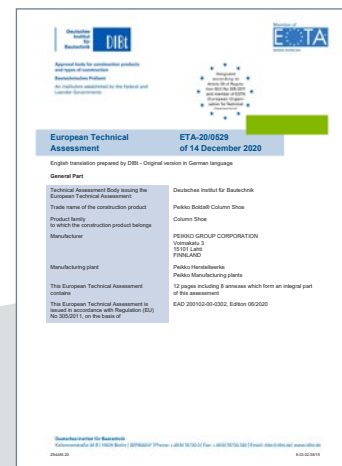 Deutsches
Institut
für
Bautechnik
DIBt
Approval body for construction products
and types of construction
Bautechnisches Prüfamt
An institution established by the Federal and
Laender Governments
Member of
EOTA
European Technical
Assessment
ETA-20/0529
of 14 December 2020
English translation prepared by DIBt - Original version in German language
General Part
Technical Assessment Body issuing the
European Technical Assessment:
Deutsches Institut für Bautechnik
Trade name of the construction product
Peikko Bolda® Column Shoe
Product family
to which the construction product belongs
Column Shoe
Manufacturer
PEIKKO GROUP CORPORATION
Voimakatu 3
15101 Lahti
FINNLAND
Manufacturing plant
Peikko Herstellwerke
Peikko Manufacturing plants
This European Technical Assessment
contains
12 pages including 8 annexes which form an integral part
of this assessment
This European Technical Assessment is
issued in accordance with Regulation (EU)
No 305/2011, on the basis of
EAD 200102-00-0302, Edition 06/2020
Deutsches Institut für Bautechnik